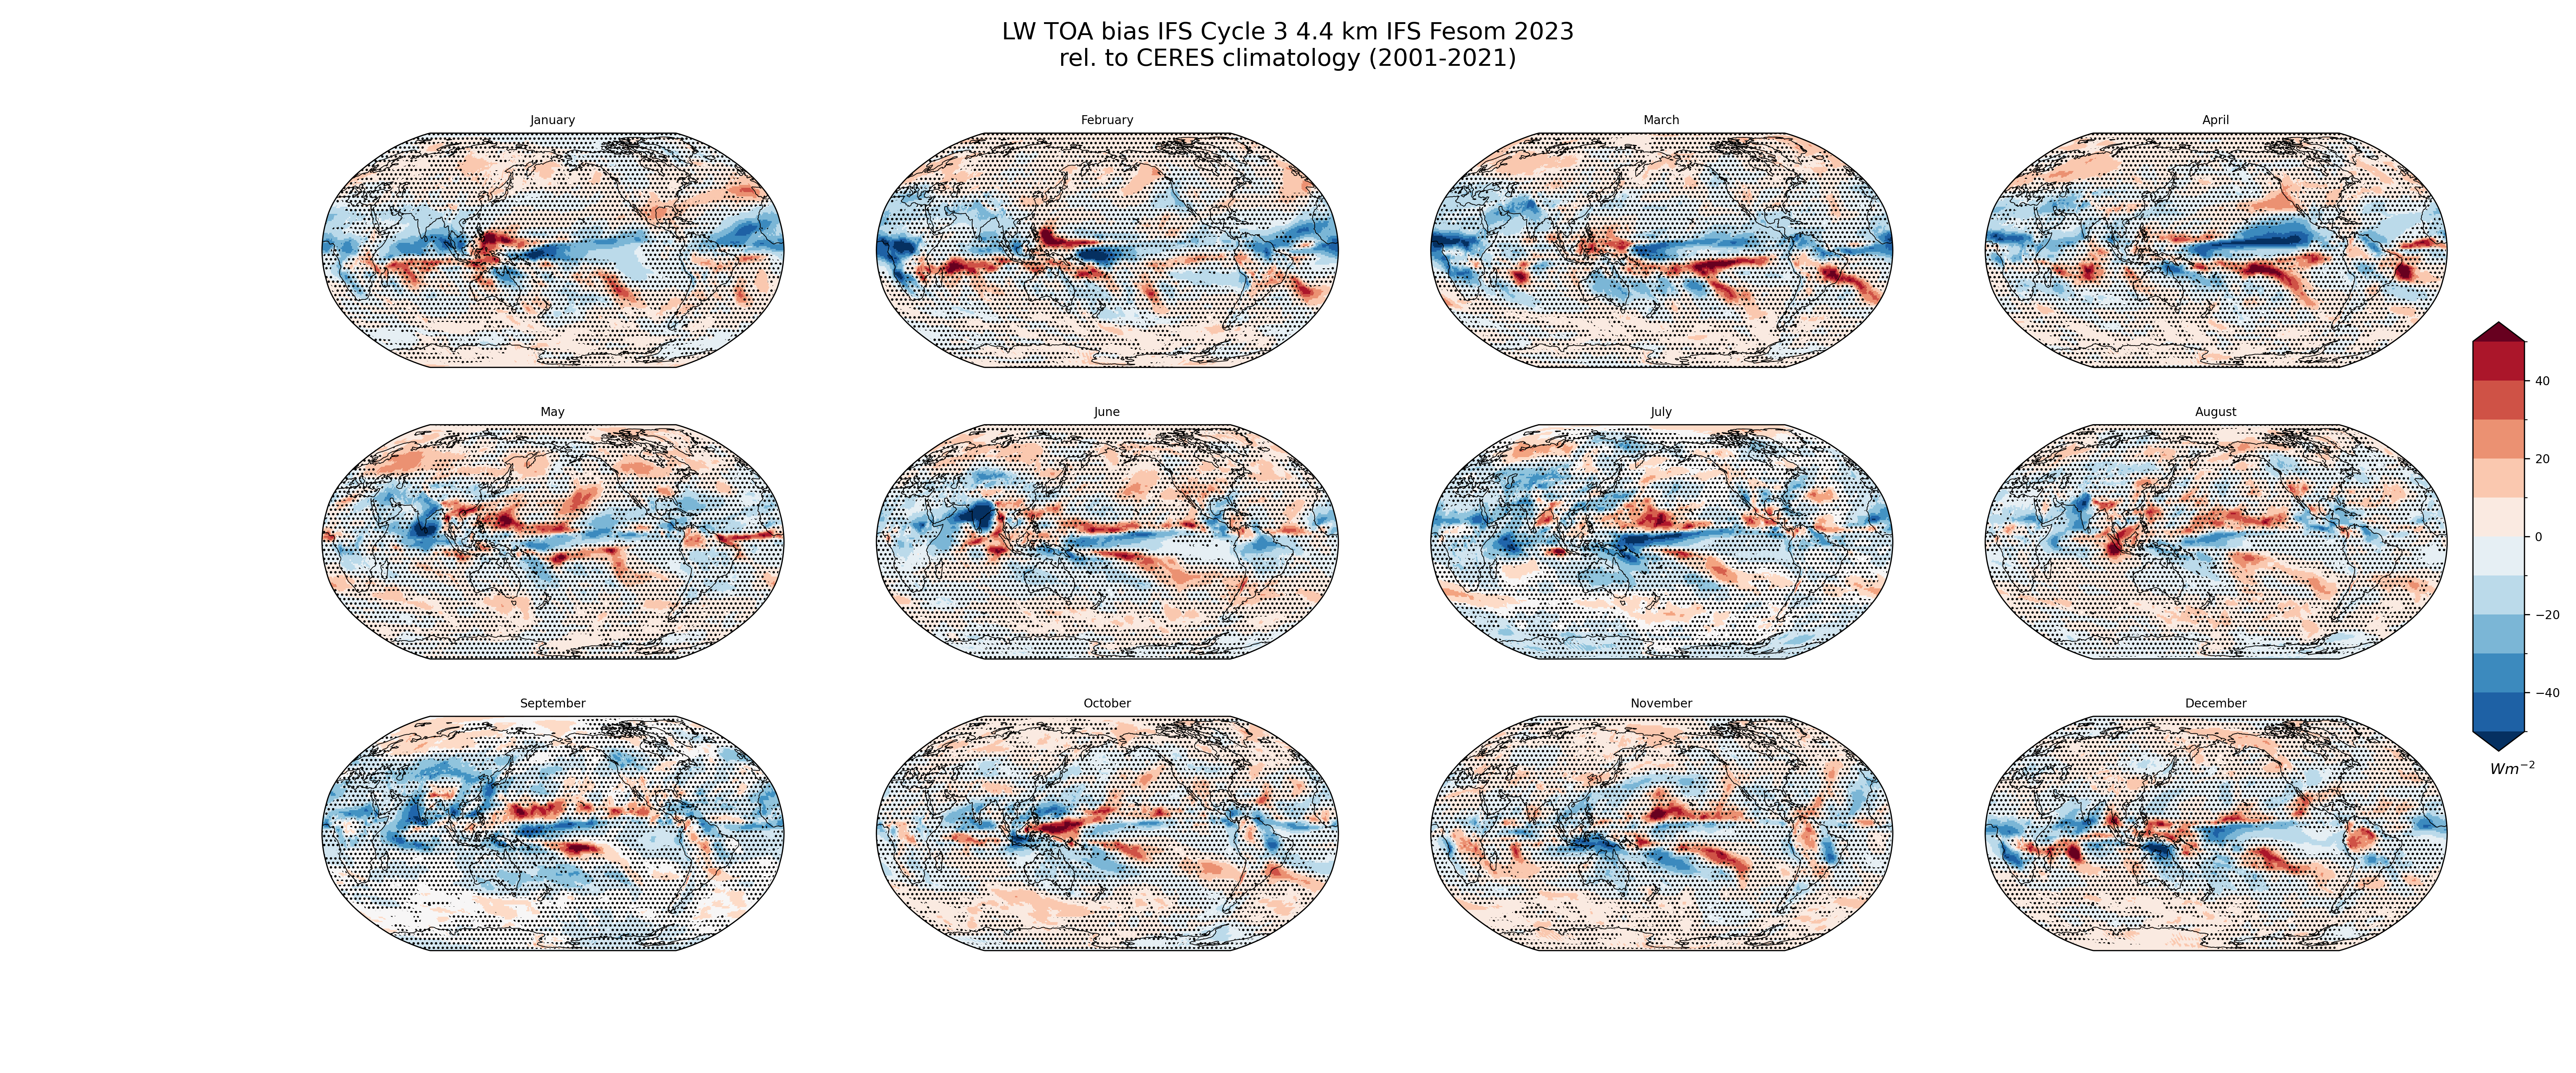 LW TOA bias IFS Cycle 3 4.4 km IFS Fesom 2023
rel. to CERES climatology (2001-2021)
January
February
March
April
May
June
July
August
September
October
November
December
40
20
0
−20
−40
Wm⁻²